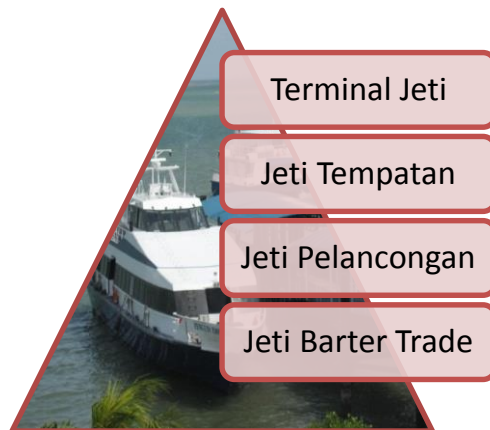 Terminal Jeti
Jeti Tempatan
Jeti Pelancongan
Jeti Barter Trade